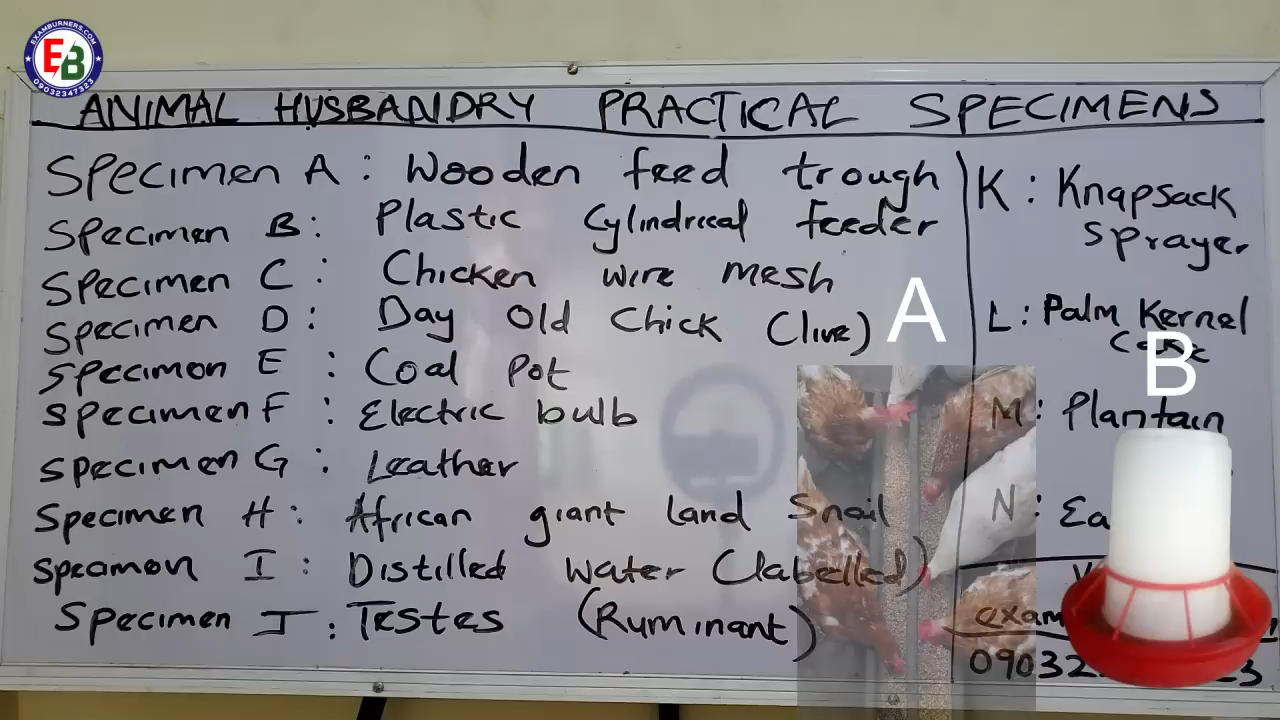 EXAMBURNERS.COM
EB
09032347323
ANIMAL HUSBANDRY PRACTICAL SPECIMENS
Specimen A : Wooden feed trough
Specimen B : Plastic Cylindrical feeder
Specimen C : Chicken wire mesh
Specimen D : Day Old Chick (live)
Specimen E : Coal Pot
Specimen F : Electric bulb
Specimen G : Leather
Specimen H : African giant land Snail
Specimen I : Distilled water (labelled)
Specimen J : Testes (Ruminant)
K : Knapsack
Sprayer
L : Palm Kernel
Cake
M : Plantain
N :
A
B